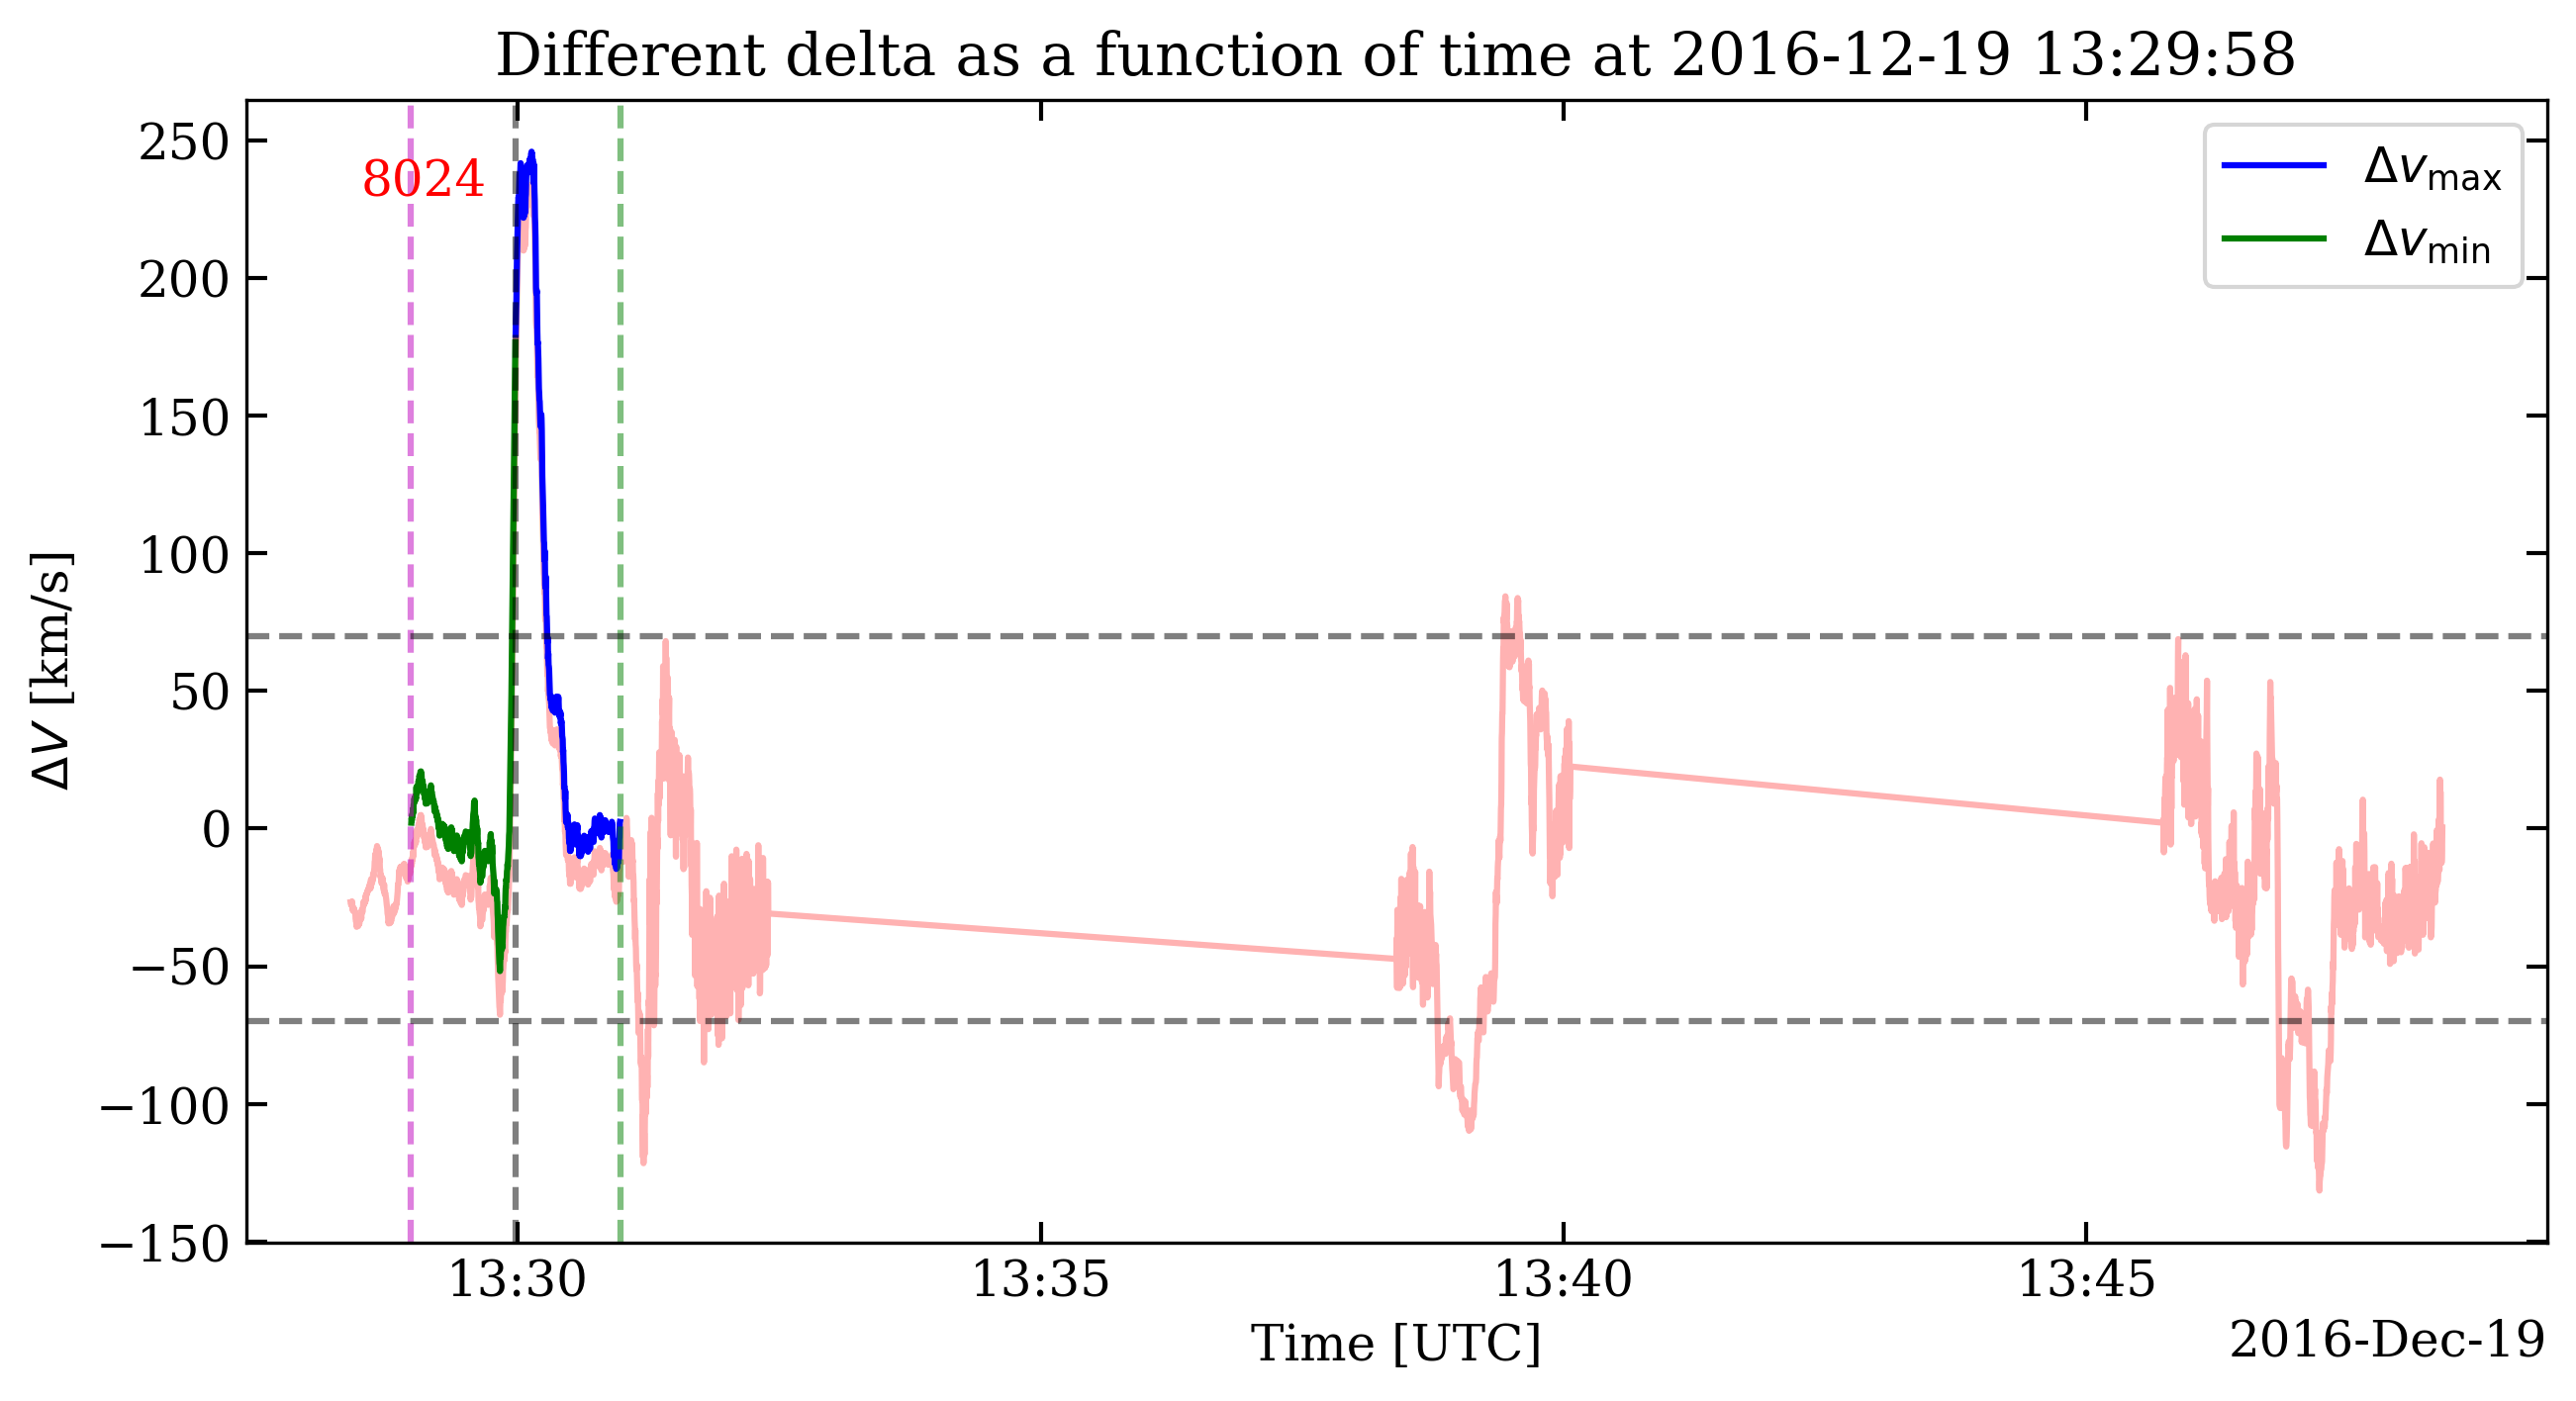 Different delta as a function of time at 2016-12-19 13:29:58
250
200
150
100
50
0
−50
−100
−150
ΔV [km/s]
8024
Δv_max
Δv_min
13:30
13:35
13:40
13:45
Time [UTC]
2016-Dec-19